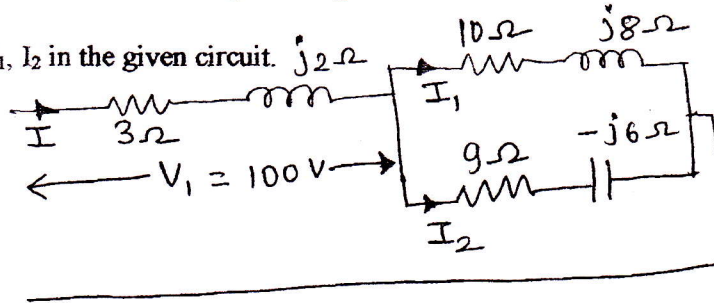 1, I2 in the given circuit.
j2Ω
10Ω
j8Ω
I
3Ω
I1
V1 = 100 V
9Ω
-j6Ω
I2